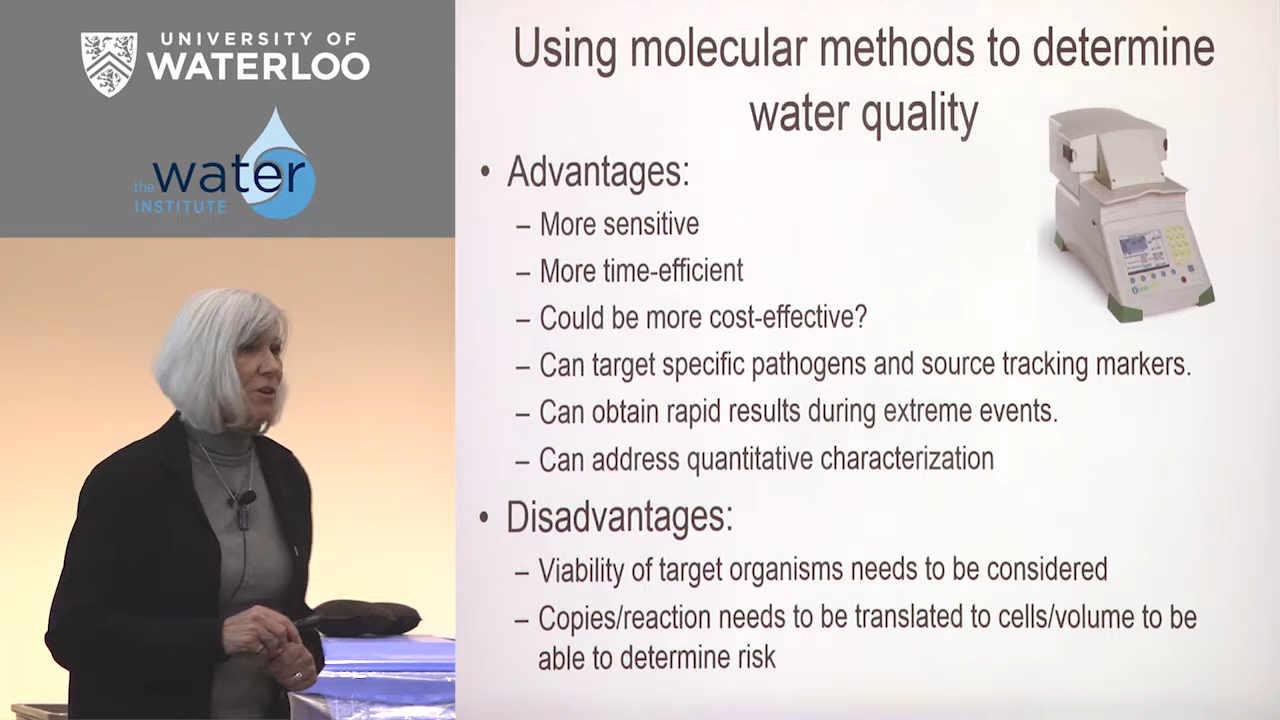 UNIVERSITY OF
WATERLOO
the water
INSTITUTE
Using molecular methods to determine
water quality
• Advantages:
– More sensitive
– More time-efficient
– Could be more cost-effective?
– Can target specific pathogens and source tracking markers.
– Can obtain rapid results during extreme events.
– Can address quantitative characterization
• Disadvantages:
– Viability of target organisms needs to be considered
– Copies/reaction needs to be translated to cells/volume to be
able to determine risk